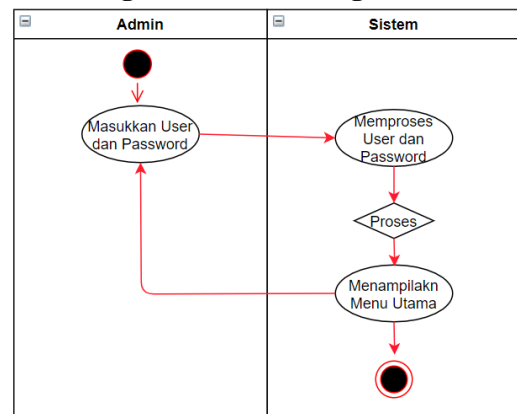 Admin
Sistem
Masukkan User
dan Password
Memproses
User dan
Password
Proses
Menampilakn
Menu Utama